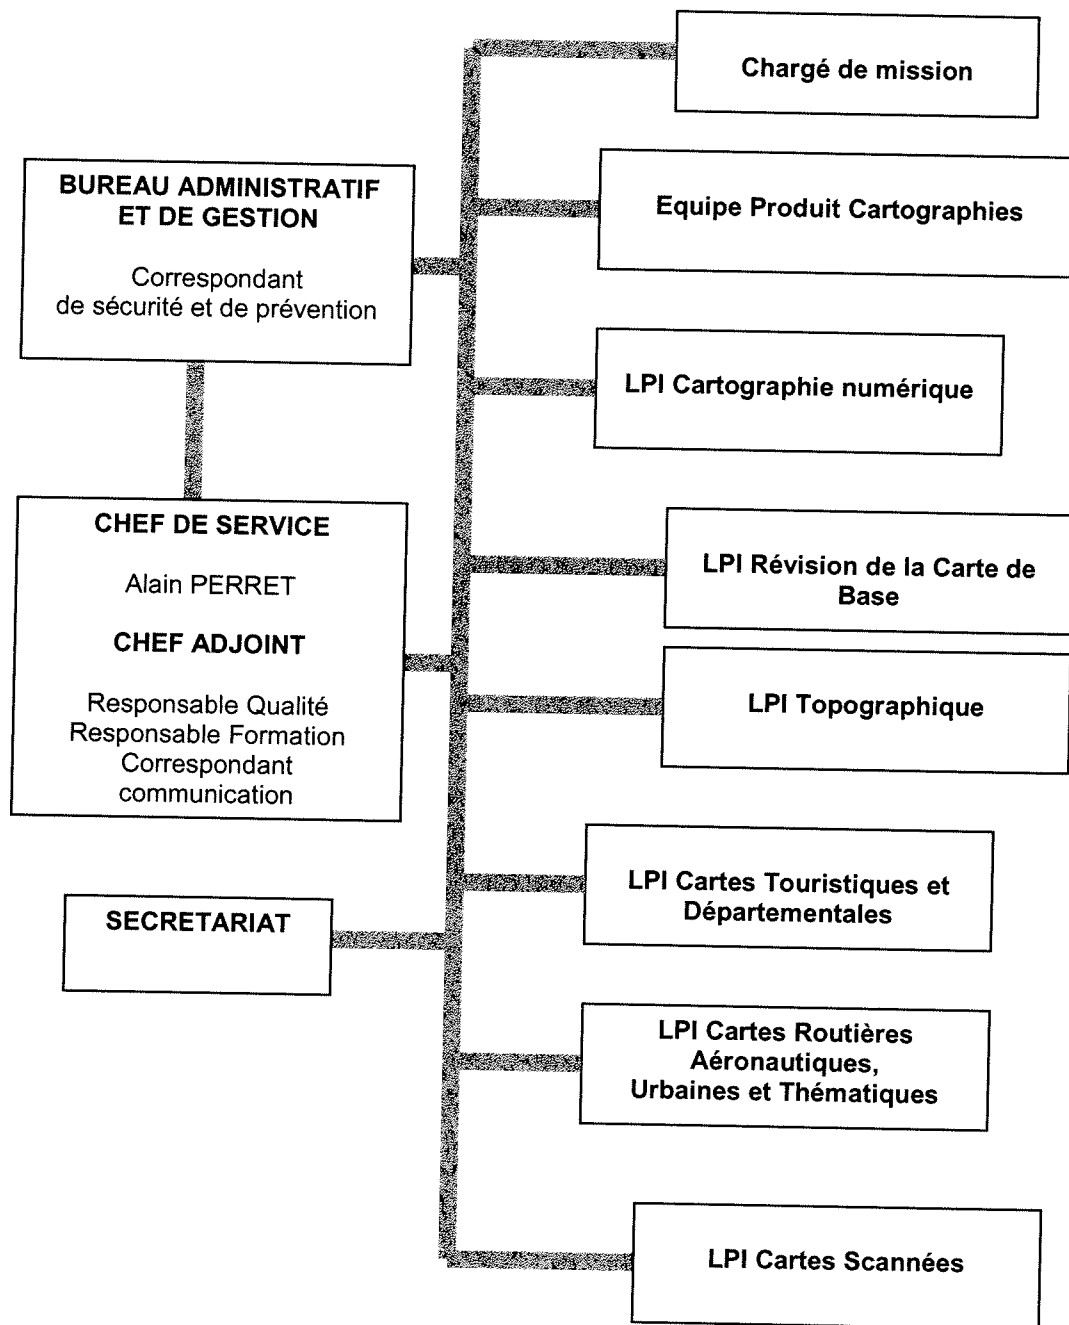 Chargé de mission
BUREAU ADMINISTRATIF
ET DE GESTION
Correspondant
de sécurité et de prévention
Equipe Produit Cartographies
LPI Cartographie numérique
CHEF DE SERVICE
Alain PERRET
CHEF ADJOINT
Responsable Qualité
Responsable Formation
Correspondant
communication
LPI Révision de la Carte de
Base
LPI Topographique
LPI Cartes Touristiques et
Départementales
SECRETARIAT
LPI Cartes Routières
Aéronautiques,
Urbaines et Thématiques
LPI Cartes Scannées